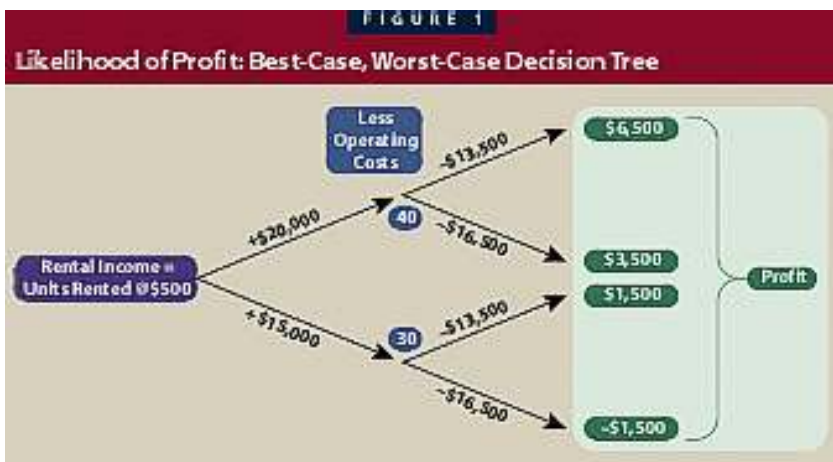 FIGURE 1
Likelihood of Profit: Best-Case, Worst-Case Decision Tree
Less
Operating
Costs
$6,500
-$13,500
+$20,000
40
-$16,500
$3,500
Rental Income =
Units Rented @$500
Profit
$1,500
+$15,000
30
-$13,500
-$16,500
-$1,500